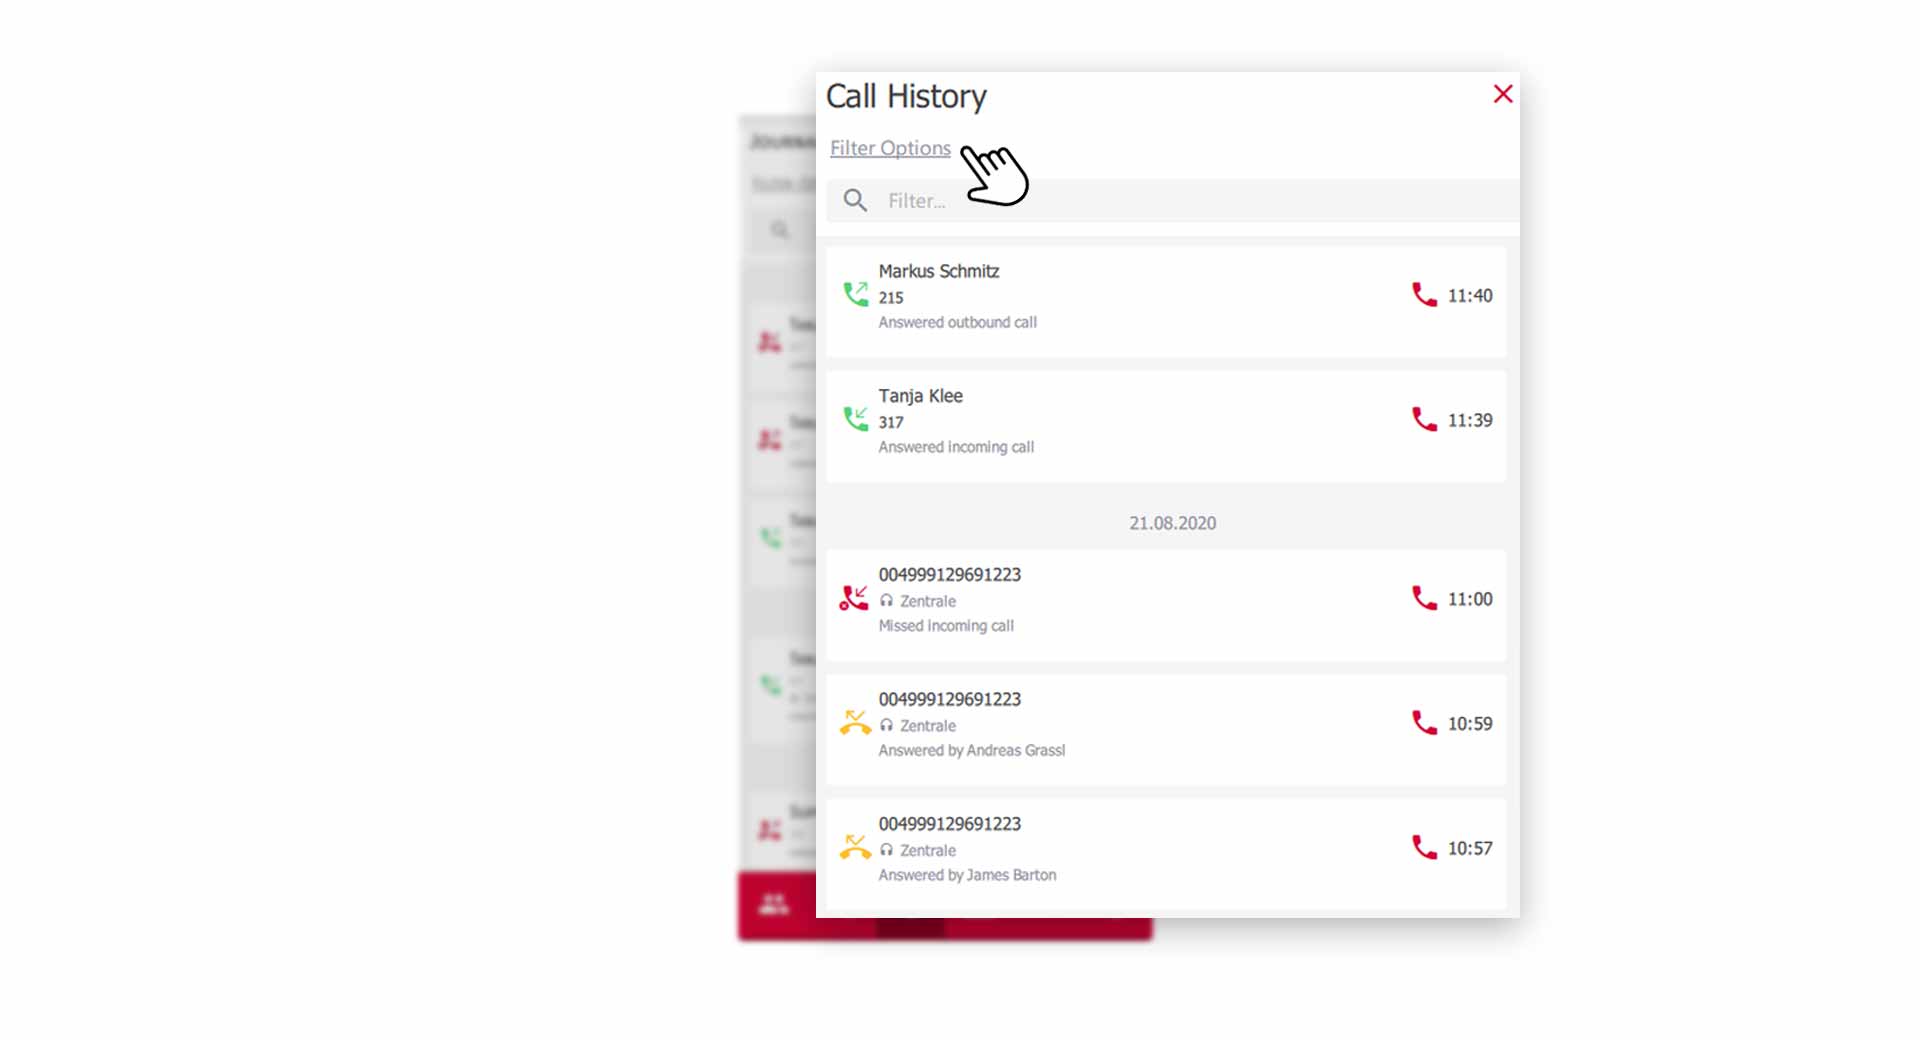 Call History
Filter Options
Filter...
Markus Schmitz
215
Answered outbound call
11:40
Tanja Klee
317
Answered incoming call
11:39
21.08.2020
004999129691223
Zentrale
Missed incoming call
11:00
004999129691223
Zentrale
Answered by Andreas Grassl
10:59
004999129691223
Zentrale
Answered by James Barton
10:57